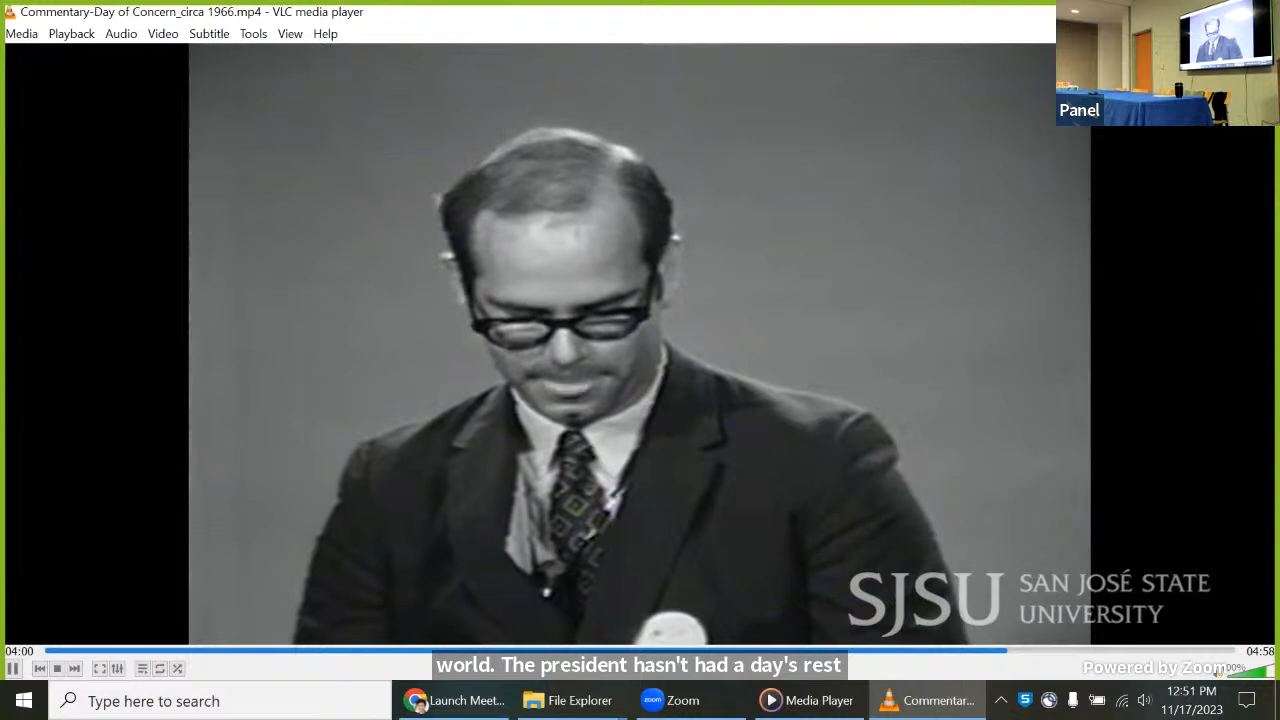 Commentary-Day of Concern_circa 1966.mp4 - VLC media player
Media Playback Audio Video Subtitle Tools View Help
Panel
SJSU SAN JOSÉ STATE
UNIVERSITY
04:00
04:58
world. The president hasn't had a day's rest
Powered by Zoom
Type here to search
Launch Meet...
File Explorer
Zoom
Media Player
Commentar...
12:51 PM
11/17/2023